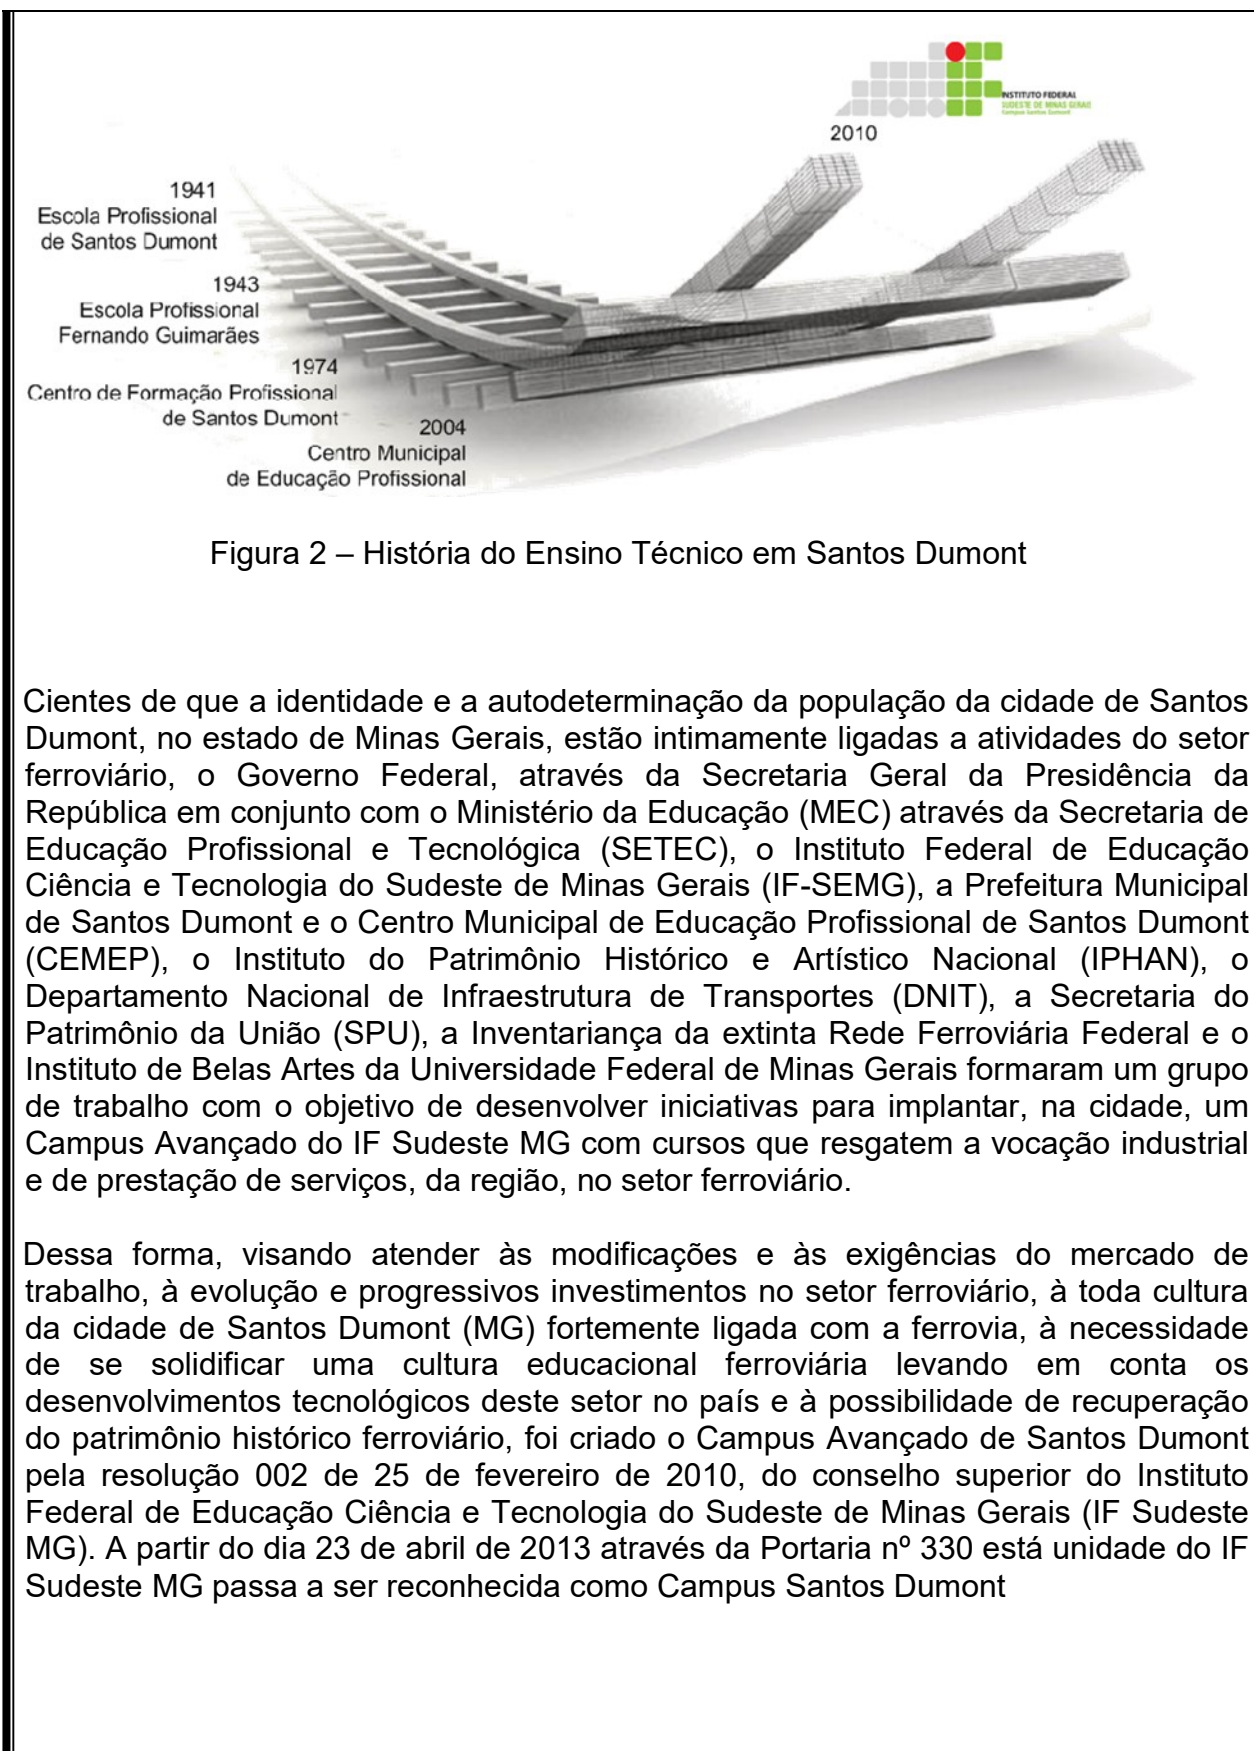 INSTITUTO FEDERAL
SUDESTE DE MINAS GERAIS
Campus Santos Dumont
2010
1941
Escola Profissional
de Santos Dumont
1943
Escola Profissional
Fernando Guimarães
1974
Centro de Formação Profissional
de Santos Dumont
2004
Centro Municipal
de Educação Profissional
Figura 2 – História do Ensino Técnico em Santos Dumont
Cientes de que a identidade e a autodeterminação da população da cidade de Santos
Dumont, no estado de Minas Gerais, estão intimamente ligadas a atividades do setor
ferroviário, o Governo Federal, através da Secretaria Geral da Presidência da
República em conjunto com o Ministério da Educação (MEC) através da Secretaria de
Educação Profissional e Tecnológica (SETEC), o Instituto Federal de Educação
Ciência e Tecnologia do Sudeste de Minas Gerais (IF-SEMG), a Prefeitura Municipal
de Santos Dumont e o Centro Municipal de Educação Profissional de Santos Dumont
(CEMEP), o Instituto do Patrimônio Histórico e Artístico Nacional (IPHAN), o
Departamento Nacional de Infraestrutura de Transportes (DNIT), a Secretaria do
Patrimônio da União (SPU), a Inventariança da extinta Rede Ferroviária Federal e o
Instituto de Belas Artes da Universidade Federal de Minas Gerais formaram um grupo
de trabalho com o objetivo de desenvolver iniciativas para implantar, na cidade, um
Campus Avançado do IF Sudeste MG com cursos que resgatem a vocação industrial
e de prestação de serviços, da região, no setor ferroviário.
Dessa forma, visando atender às modificações e às exigências do mercado de
trabalho, à evolução e progressivos investimentos no setor ferroviário, à toda cultura
da cidade de Santos Dumont (MG) fortemente ligada com a ferrovia, à necessidade
de se solidificar uma cultura educacional ferroviária levando em conta os
desenvolvimentos tecnológicos deste setor no país e à possibilidade de recuperação
do patrimônio histórico ferroviário, foi criado o Campus Avançado de Santos Dumont
pela resolução 002 de 25 de fevereiro de 2010, do conselho superior do Instituto
Federal de Educação Ciência e Tecnologia do Sudeste de Minas Gerais (IF Sudeste
MG). A partir do dia 23 de abril de 2013 através da Portaria nº 330 está unidade do IF
Sudeste MG passa a ser reconhecida como Campus Santos Dumont